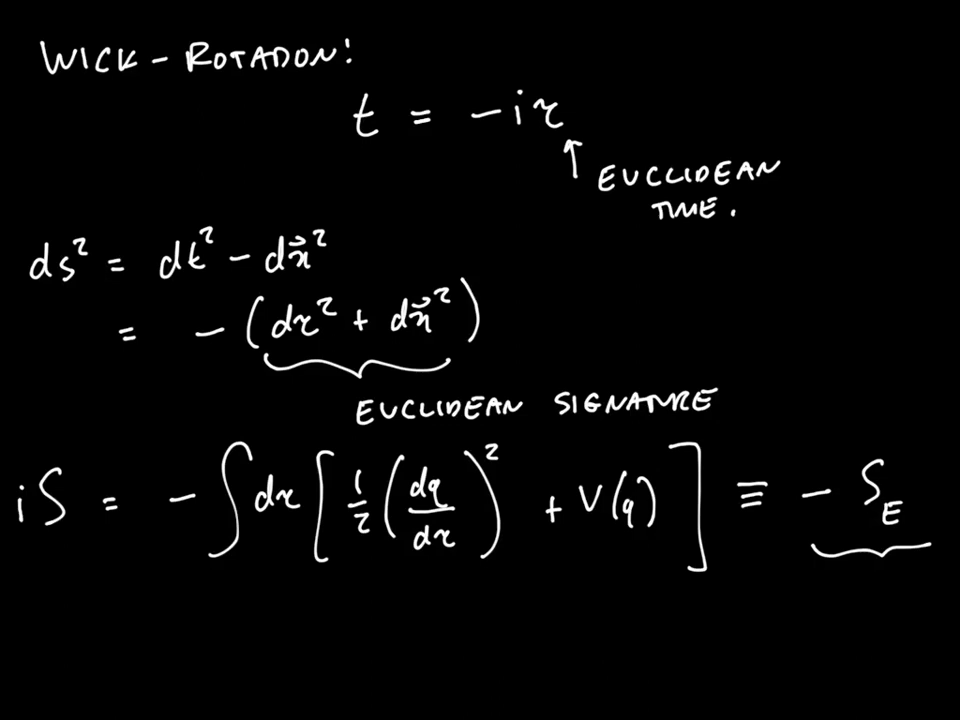 WICK - ROTATION!
t = -iτ
↑ EUCLIDEAN
TIME.
ds² = dt² - dx⃗²
= - (dτ² + dx⃗²)
EUCLIDEAN SIGNATURE
iS = - ∫ dτ [ 1/2 (dq/dτ)² + V(q) ] ≡ - S_E